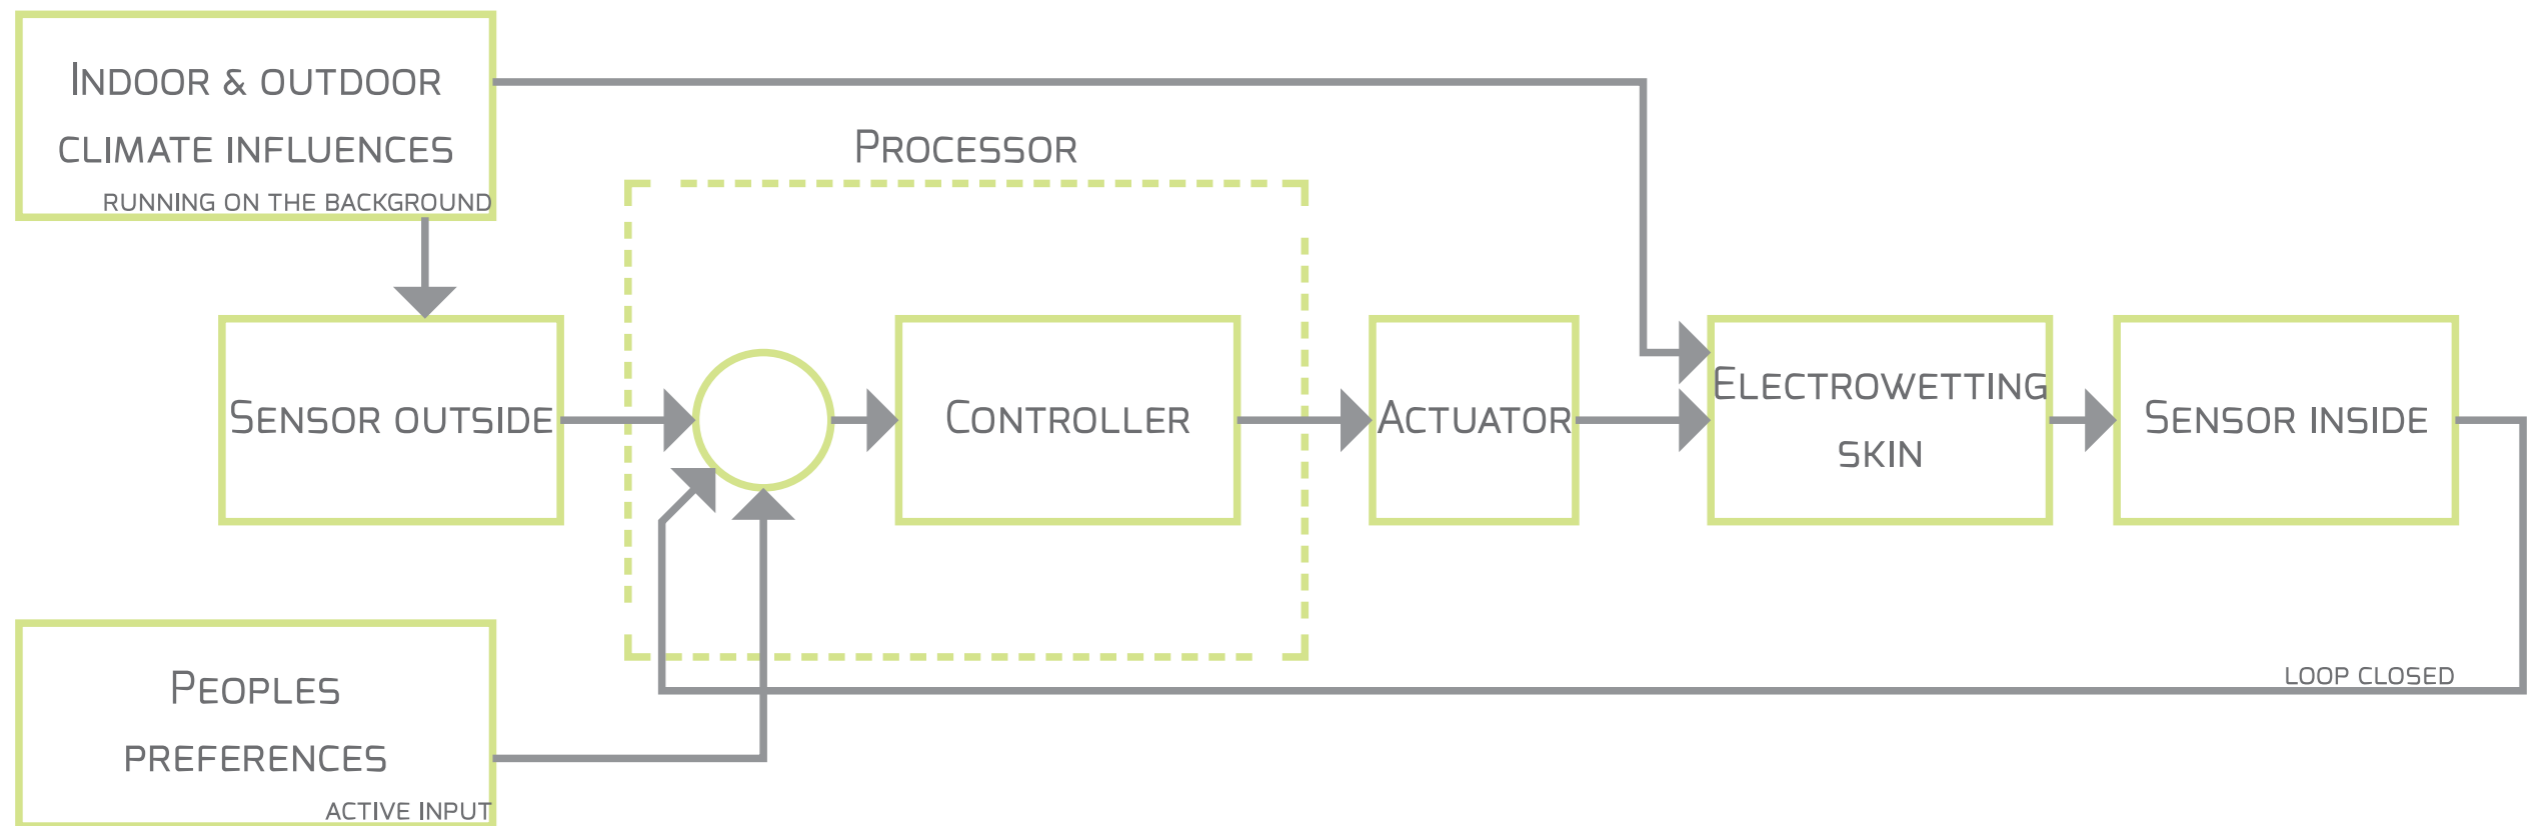 Indoor & outdoor
climate influences
running on the background
Processor
Sensor outside
Controller
Actuator
Electrowetting
skin
Sensor inside
loop closed
Peoples
preferences
active input